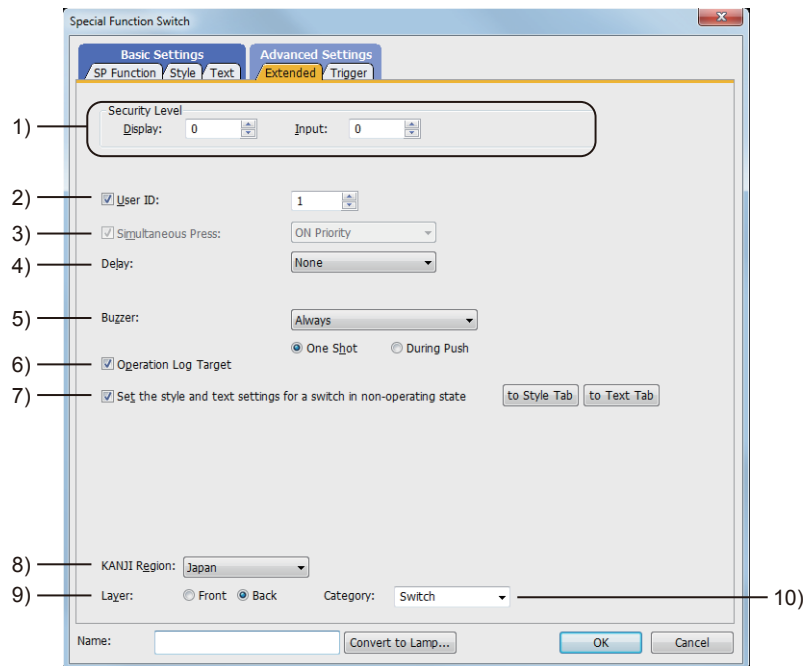 Special Function Switch
Basic Settings Advanced Settings
SP Function Style Text Extended Trigger
Security Level
1) Display: 0 Input: 0
2) User ID: 1
3) Simultaneous Press: ON Priority
4) Delay: None
5) Buzzer: Always
One Shot During Push
6) Operation Log Target
7) Set the style and text settings for a switch in non-operating state to Style Tab to Text Tab
8) KANJI Region: Japan
9) Layer: Front Back Category: Switch 10)
Name: Convert to Lamp... OK Cancel